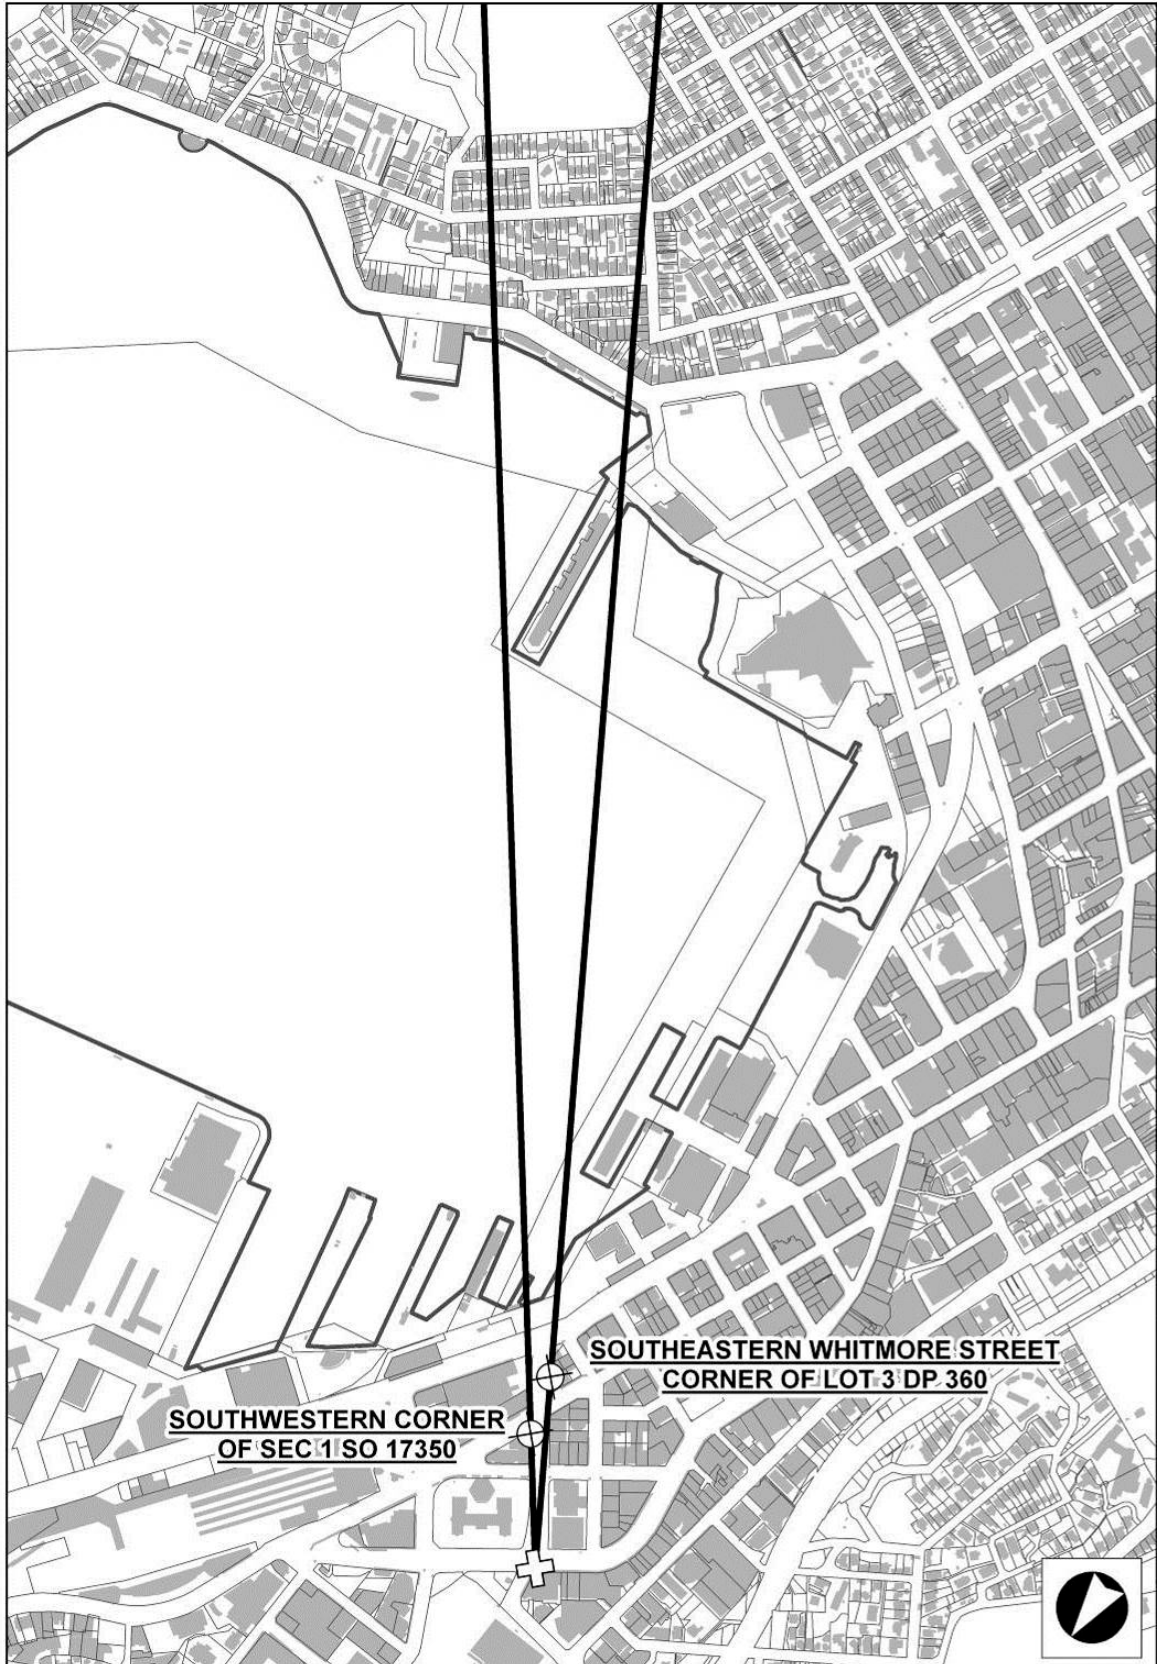 SOUTHEASTERN WHITMORE STREET
CORNER OF LOT 3 DP 360
SOUTHWESTERN CORNER
OF SEC 1 SO 17350